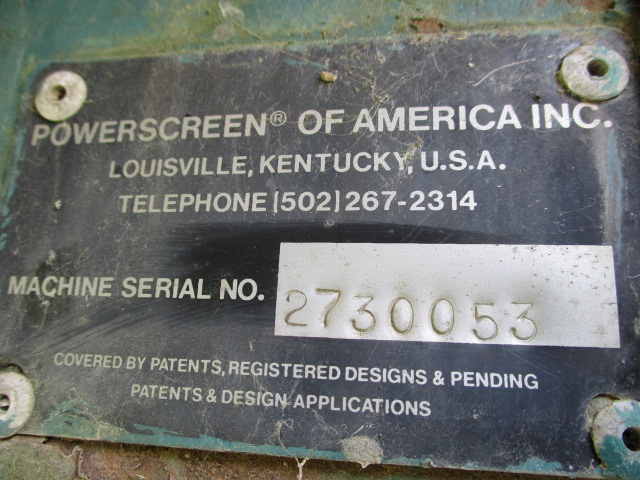 POWERSCREEN® OF AMERICA INC.
LOUISVILLE, KENTUCKY, U.S.A.
TELEPHONE (502) 267-2314
MACHINE SERIAL NO. 2730053
COVERED BY PATENTS, REGISTERED DESIGNS & PENDING
PATENTS & DESIGN APPLICATIONS